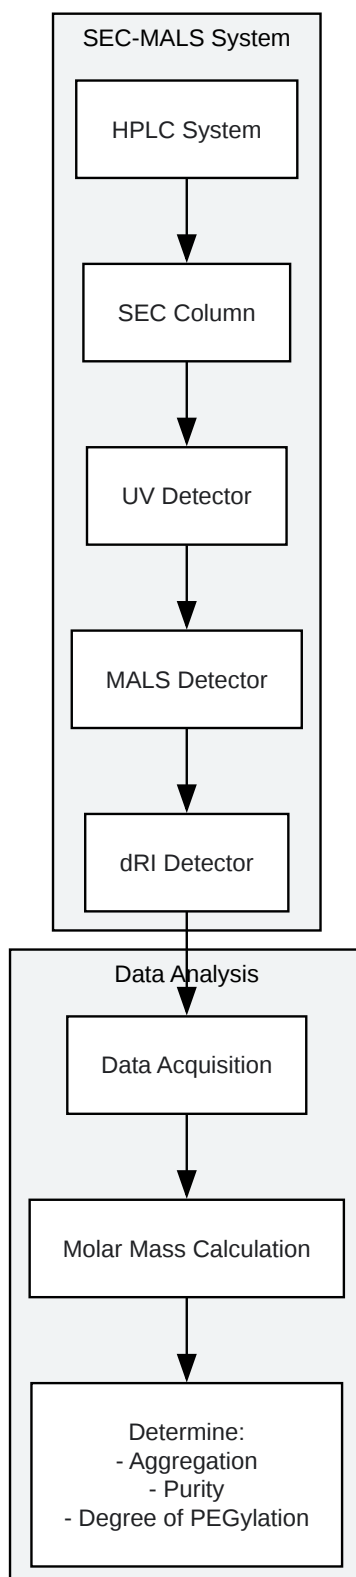 SEC-MALS System
HPLC System
SEC Column
UV Detector
MALS Detector
dRI Detector
Data Analysis
Data Acquisition
Molar Mass Calculation
Determine:
- Aggregation
- Purity
- Degree of PEGylation